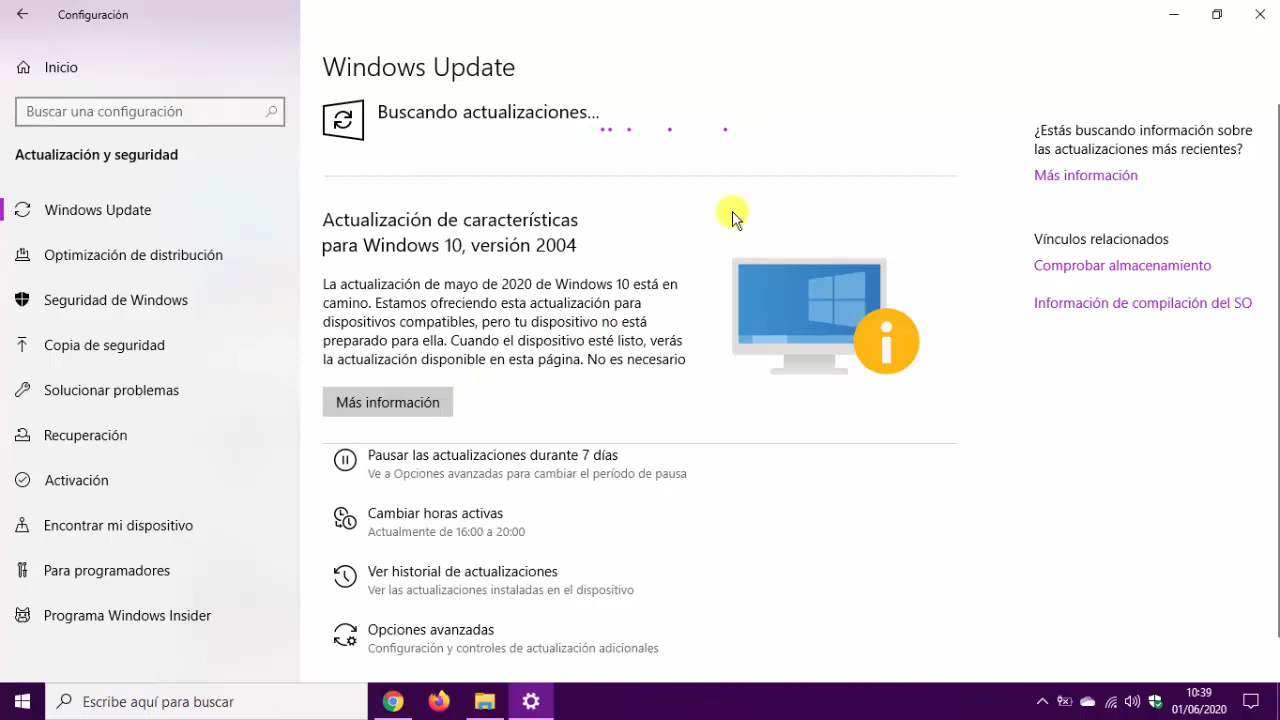 Configuración
Inicio
Buscar una configuración
Actualización y seguridad
Windows Update
Optimización de distribución
Seguridad de Windows
Copia de seguridad
Solucionar problemas
Recuperación
Activación
Encontrar mi dispositivo
Para programadores
Programa Windows Insider
Windows Update
Buscando actualizaciones...
Actualización de características
para Windows 10, versión 2004
La actualización de mayo de 2020 de Windows 10 está en
camino. Estamos ofreciendo esta actualización para
dispositivos compatibles, pero tu dispositivo no está
preparado para ella. Cuando el dispositivo esté listo, verás
la actualización disponible en esta página. No es necesario
Más información
Pausar las actualizaciones durante 7 días
Ve a Opciones avanzadas para cambiar el período de pausa
Cambiar horas activas
Actualmente de 16:00 a 20:00
Ver historial de actualizaciones
Ver las actualizaciones instaladas en el dispositivo
Opciones avanzadas
Configuración y controles de actualización adicionales
¿Estás buscando información sobre
las actualizaciones más recientes?
Más información
Vínculos relacionados
Comprobar almacenamiento
Información de compilación del SO
Escribe aquí para buscar
10:39
01/06/2020